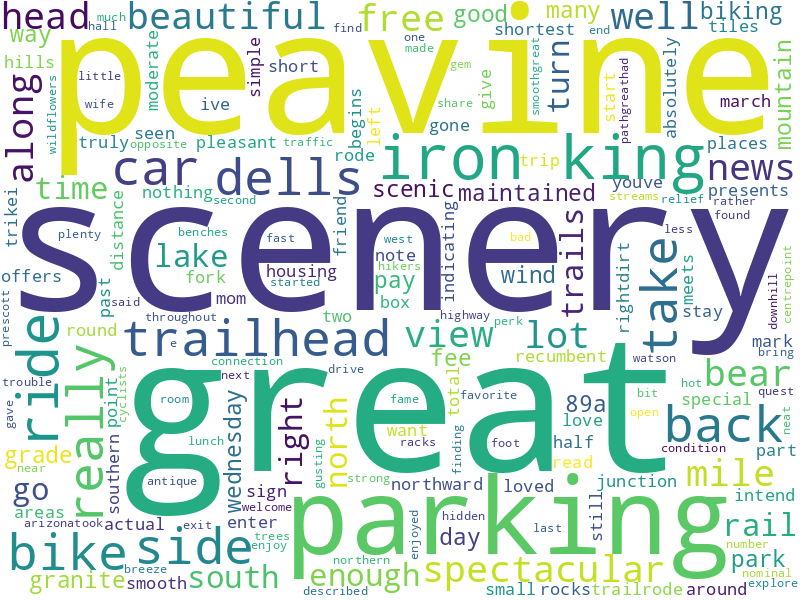 head
much
hall
beautiful
free
good
many
well
biking
way
peavine
find
one
made
gem
shortest
end
tiles
hills
little
wife
moderate
simple
short
share
give
smoothgreat
turn
start
pathgreathad
absolutely
march
mountain
along
wildflowers
ive
begins
left
truly
opposite
seen
pleasant
traffic
rode
gone
places
car
dells
iron king
trip
news
time
nothing
second
scenic
maintained
youve
streams
relief
presents
rather
found
trikei
distance
scenery
friend
plenty
benches
fast
west
note
hikers
indicating
bad
trails
less
offers
lake
fork
housing
started
pay
box
wind
rightdirt
take
meets
stay
centrepoint
downhill
prescott
past
said
mom
two
highway
perk
mark
bring
ride
round
throughout
trailhead
e
view
lot
really
connection
drive
fee
recumbent
watson
trouble
gave
point
cyclists
great
room
next
fame
favorite
total
89a
love
bit
open
hot
special
bear
quest
neat
grade
near
southern
lunch
wednesday
right
north
want
racks
finding
foot
half
read
back
condition
part
go
antique
sign
gusting
strong
northward
loved
junction
mile
intend
areas
arizonatook
actual
exit
enter
welcome
parking
hidden
day
last
still
number
rail
bike
side
trees
enjoy
northern
enjoyed
park
nominal
explore
granite
smooth
breeze
south
described
enough
spectacular
small
rocks
trailrode
around